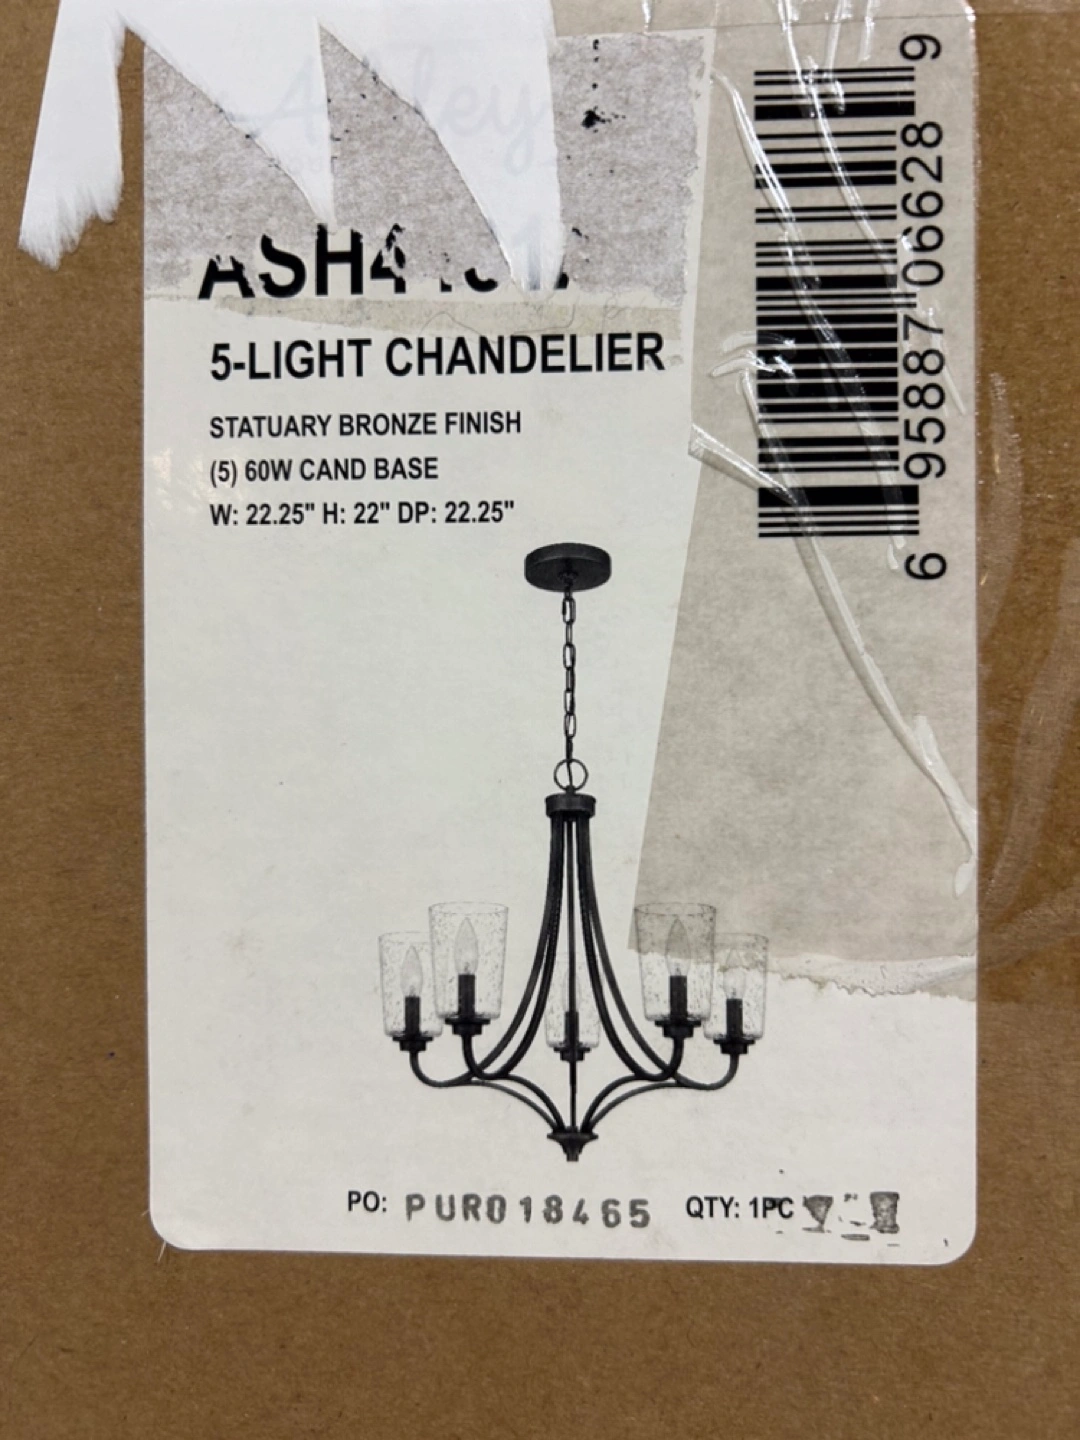 5-LIGHT CHANDELIER
STATUARY BRONZE FINISH
(5) 60W CAND BASE
W: 22.25" H: 22" DP: 22.25"
PO: PUR018465 QTY: 1PC
6 95887 06628 9